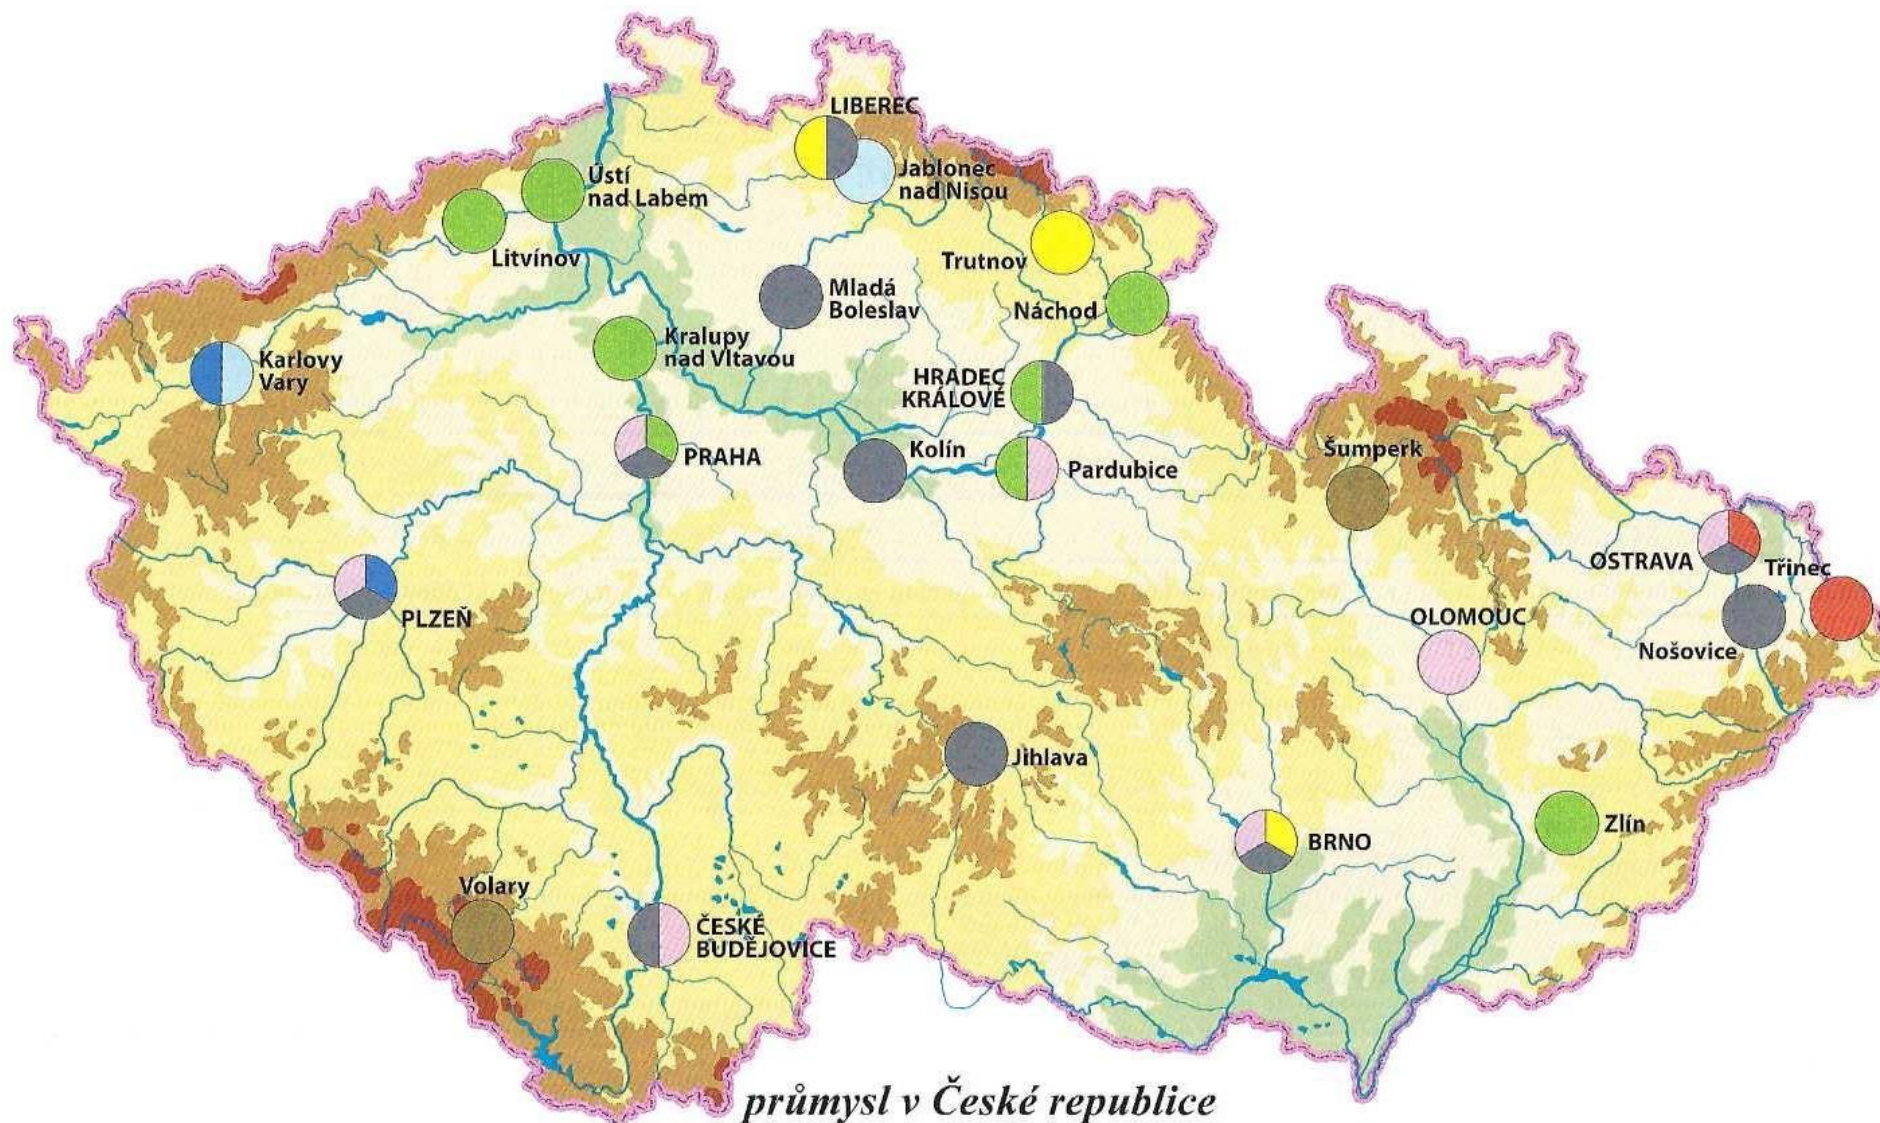 LIBEREC
Jablonec
nad Nisou
Ústí
nad Labem
Litvínov
Trutnov
Mladá
Boleslav
Náchod
Kralupy
nad Vltavou
Karlovy
Vary
HRADEC
KRÁLOVÉ
PRAHA
Kolín
Pardubice
Šumperk
OSTRAVA
Třinec
PLZEŇ
OLOMOUC
Nošovice
Jihlava
Zlín
BRNO
Volary
ČESKÉ
BUDĚJOVICE
průmysl v České republice